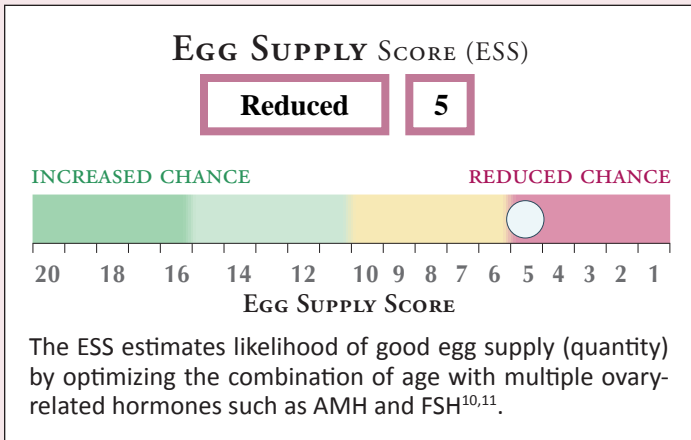 EGG SUPPLY SCORE (ESS)
Reduced 5
INCREASED CHANCE REDUCED CHANCE
20 18 16 14 12 10 9 8 7 6 5 4 3 2 1
EGG SUPPLY SCORE
The ESS estimates likelihood of good egg supply (quantity)
by optimizing the combination of age with multiple ovary-
related hormones such as AMH and FSH10,11.